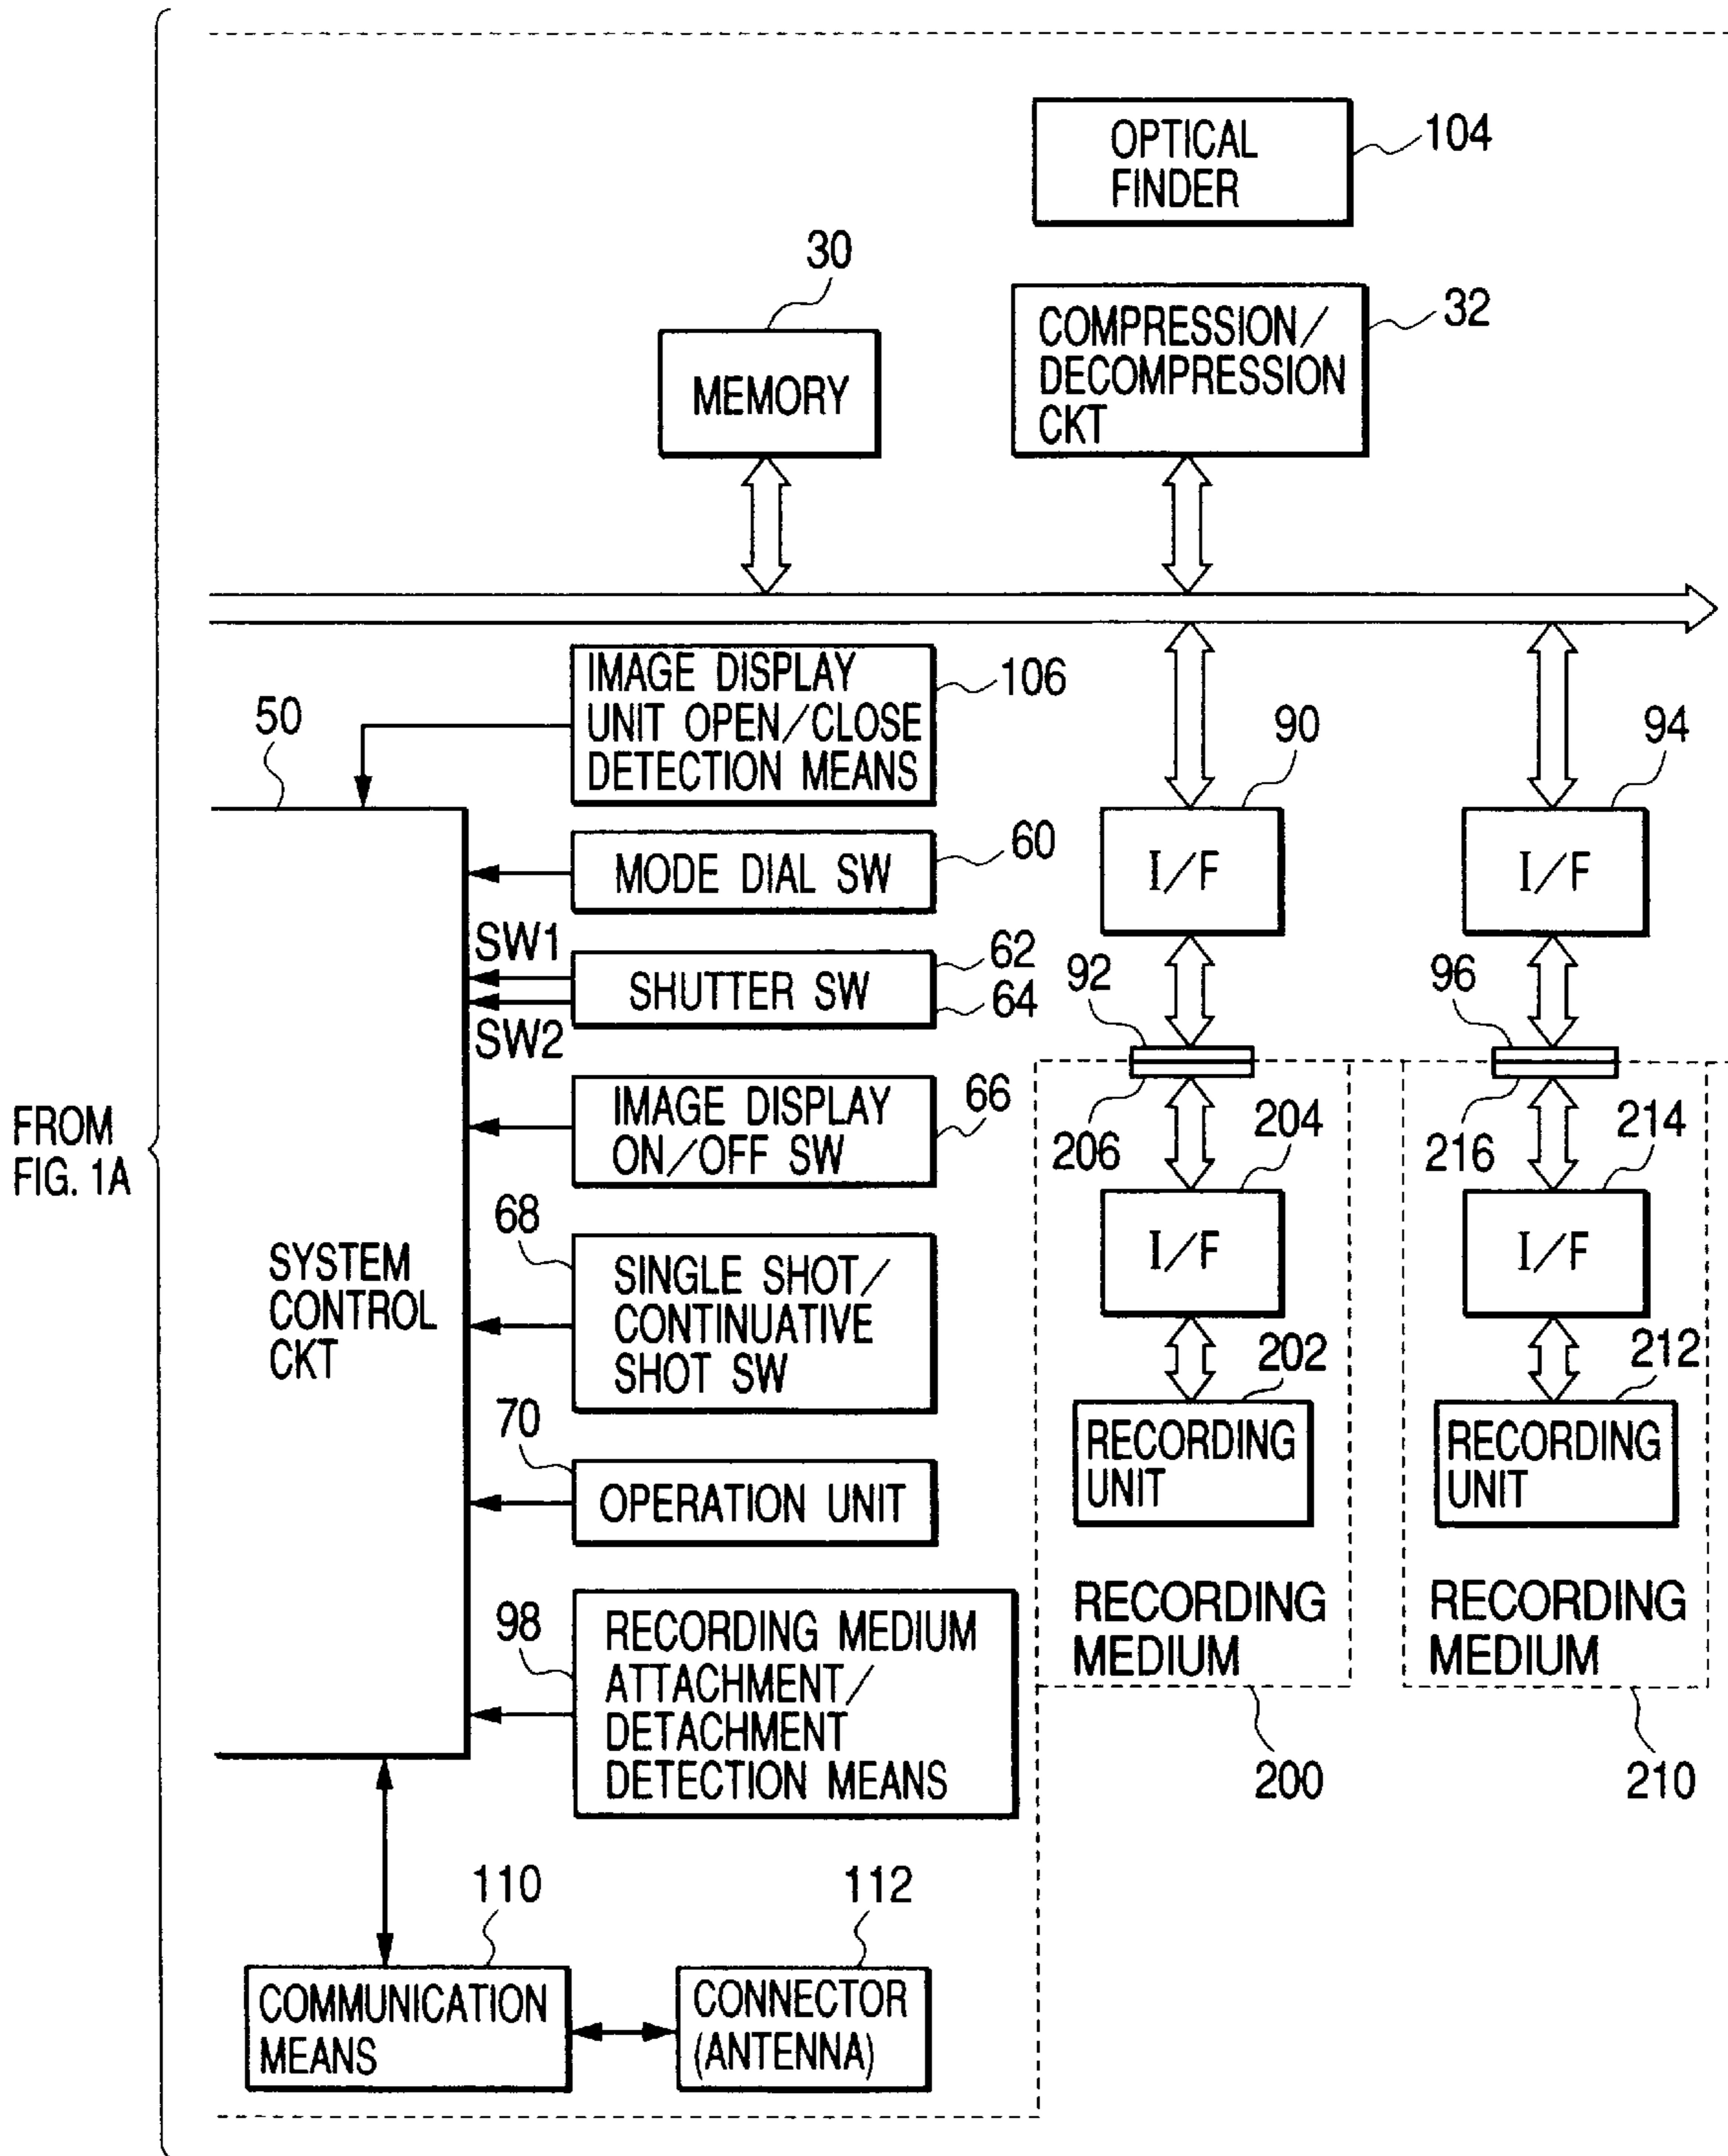 OPTICAL
FINDER
104
30
MEMORY
COMPRESSION/
DECOMPRESSION
CKT
32
IMAGE DISPLAY
UNIT OPEN/CLOSE
DETECTION MEANS
106
50
90
94
MODE DIAL SW
60
I/F
I/F
SW1
SHUTTER SW
62
64
SW2
92
96
FROM
FIG. 1A
IMAGE DISPLAY
ON/OFF SW
66
206
204
216
214
SYSTEM
CONTROL
CKT
68
SINGLE SHOT/
CONTINUATIVE
SHOT SW
I/F
I/F
202
212
70
OPERATION UNIT
RECORDING
UNIT
RECORDING
UNIT
98
RECORDING MEDIUM
ATTACHMENT/
DETACHMENT
DETECTION MEANS
RECORDING
MEDIUM
RECORDING
MEDIUM
200
210
110
112
COMMUNICATION
MEANS
CONNECTOR
(ANTENNA)